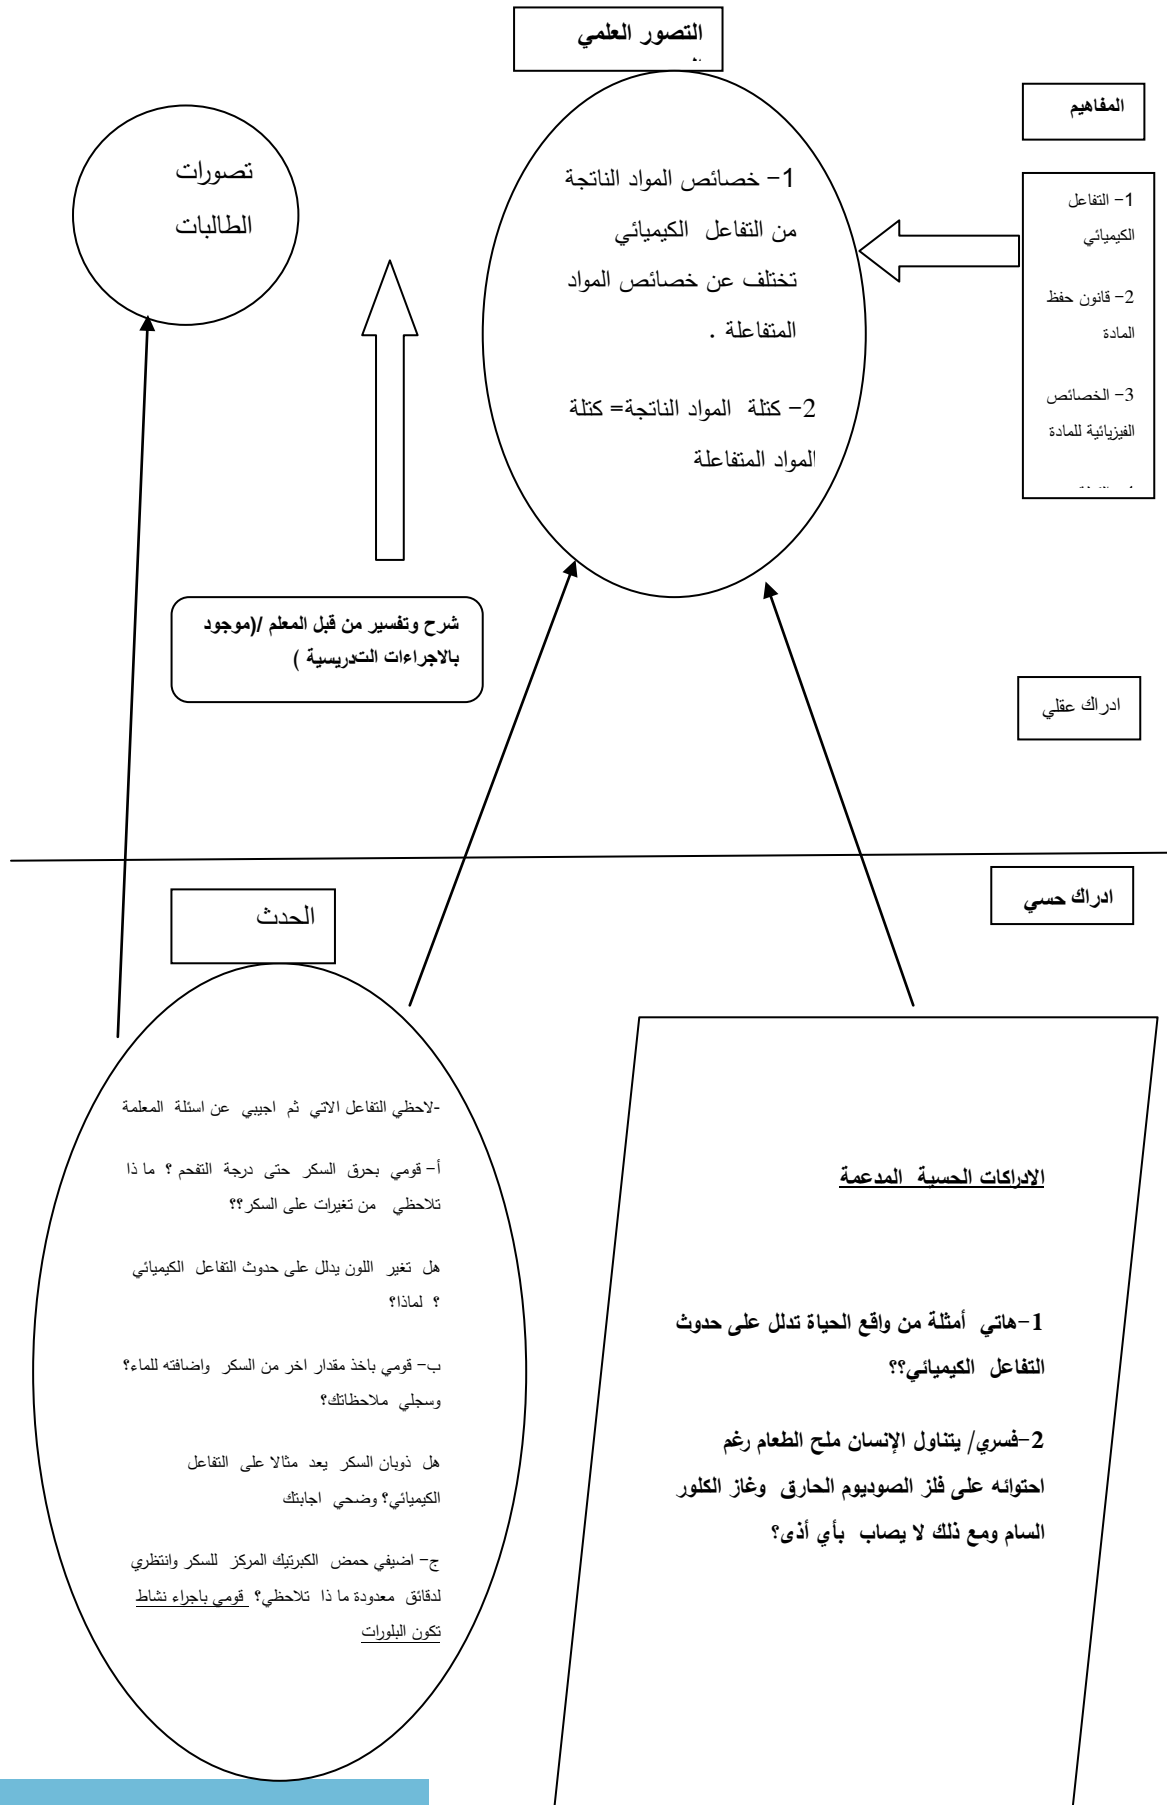 التصور العلمي
المفاهيم
تصورات
الطالبات
1- خصائص المواد الناتجة
من التفاعل الكيميائي
تختلف عن خصائص المواد
المتفاعلة .
2- كتلة المواد الناتجة= كتلة
المواد المتفاعلة
1- التفاعل
الكيميائي
2- قانون حفظ
المادة
3- الخصائص
الفيزيائية للمادة
شرح وتفسير من قبل المعلم /(موجود
بالاجراءات التدريسية )
ادراك عقلي
ادراك حسي
الحدث
-لاحظي التفاعل الاتي ثم اجيبي عن اسئلة المعلمة
أ- قومي بحرق السكر حتى درجة التفحم ؟ ما ذا
تلاحظي من تغيرات على السكر؟؟
هل تغير اللون يدلل على حدوث التفاعل الكيميائي
؟ لماذا؟
ب- قومي باخذ مقدار اخر من السكر واضافته للماء؟
وسجلي ملاحظاتك؟
هل ذوبان السكر يعد مثالا على التفاعل
الكيميائي؟ وضحي اجابتك
ج- اضيفي حمض الكبرتيك المركز للسكر وانتظري
لدقائق معدودة ما ذا تلاحظي؟ قومي باجراء نشاط
تكون البلورات
الادراكات الحسية المدعمة
1-هاتي أمثلة من واقع الحياة تدلل على حدوث
التفاعل الكيميائي؟؟
2-فسري/ يتناول الإنسان ملح الطعام رغم
احتوائه على فلز الصوديوم الحارق وغاز الكلور
السام ومع ذلك لا يصاب بأي أذى؟